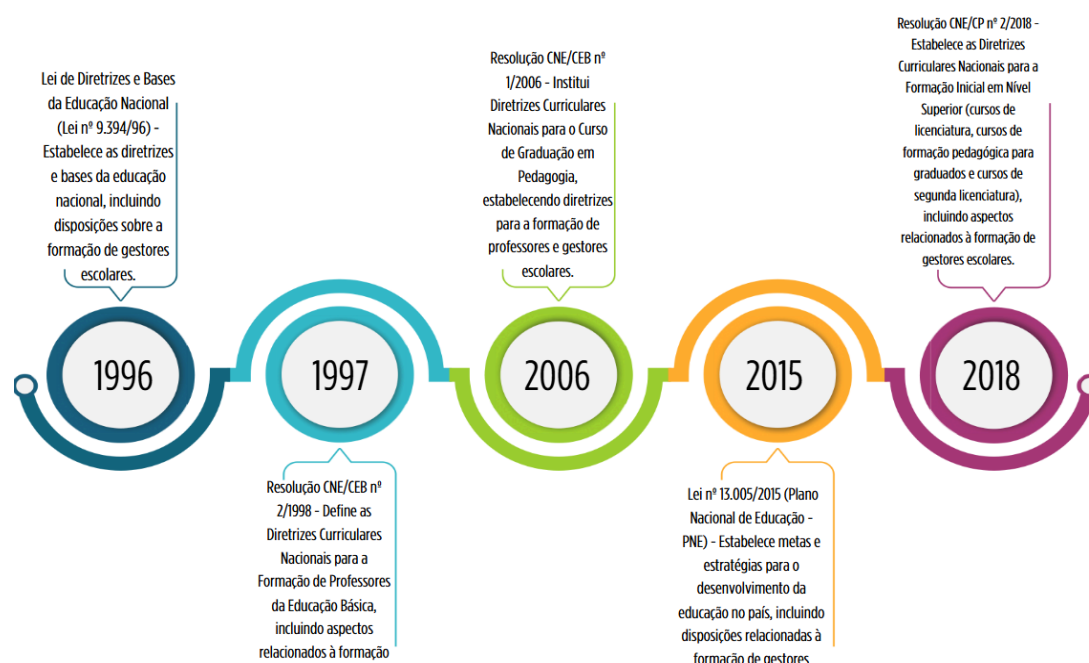 Lei de Diretrizes e Bases
da Educação Nacional
(Lei nº 9.394/96) -
Estabelece as diretrizes
e bases da educação
nacional, incluindo
disposições sobre a
formação de gestores
escolares.
1996
1997
Resolução CNE/CEB nº
2/1998 - Define as
Diretrizes Curriculares
Nacionais para a
Formação de Professores
da Educação Básica,
incluindo aspectos
relacionados à formação
Resolução CNE/CEB nº
1/2006 - Institui
Diretrizes Curriculares
Nacionais para o Curso
de Graduação em
Pedagogia,
estabelecendo diretrizes
para a formação de
professores e gestores
escolares.
2006
2015
Lei nº 13.005/2015 (Plano
Nacional de Educação -
PNE) - Estabelece metas e
estratégias para o
desenvolvimento da
educação no país, incluindo
disposições relacionadas à
formação de gestores
Resolução CNE/CP nº 2/2018 -
Estabelece as Diretrizes
Curriculares Nacionais para a
Formação Inicial em Nível
Superior (cursos de
licenciatura, cursos de
formação pedagógica para
graduados e cursos de
segunda licenciatura),
incluindo aspectos
relacionados à formação de
gestores escolares.
2018